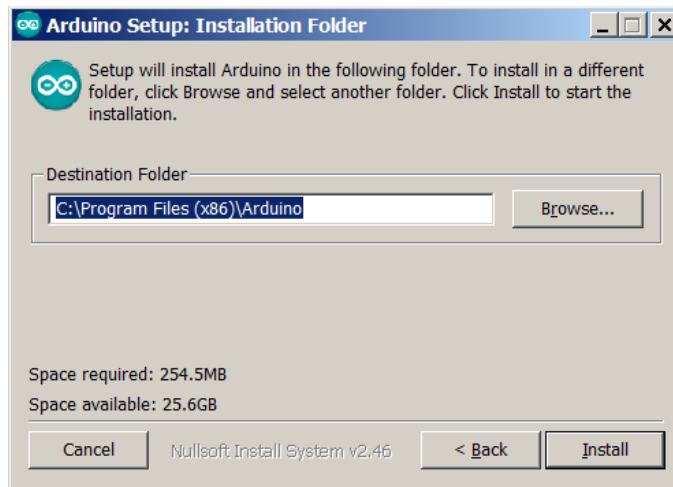 Arduino Setup: Installation Folder
Setup will install Arduino in the following folder. To install in a different
folder, click Browse and select another folder. Click Install to start the
installation.
Destination Folder
C:\Program Files (x86)\Arduino
Browse...
Space required: 254.5MB
Space available: 25.6GB
Cancel
Nullsoft Install System v2.46
< Back
Install